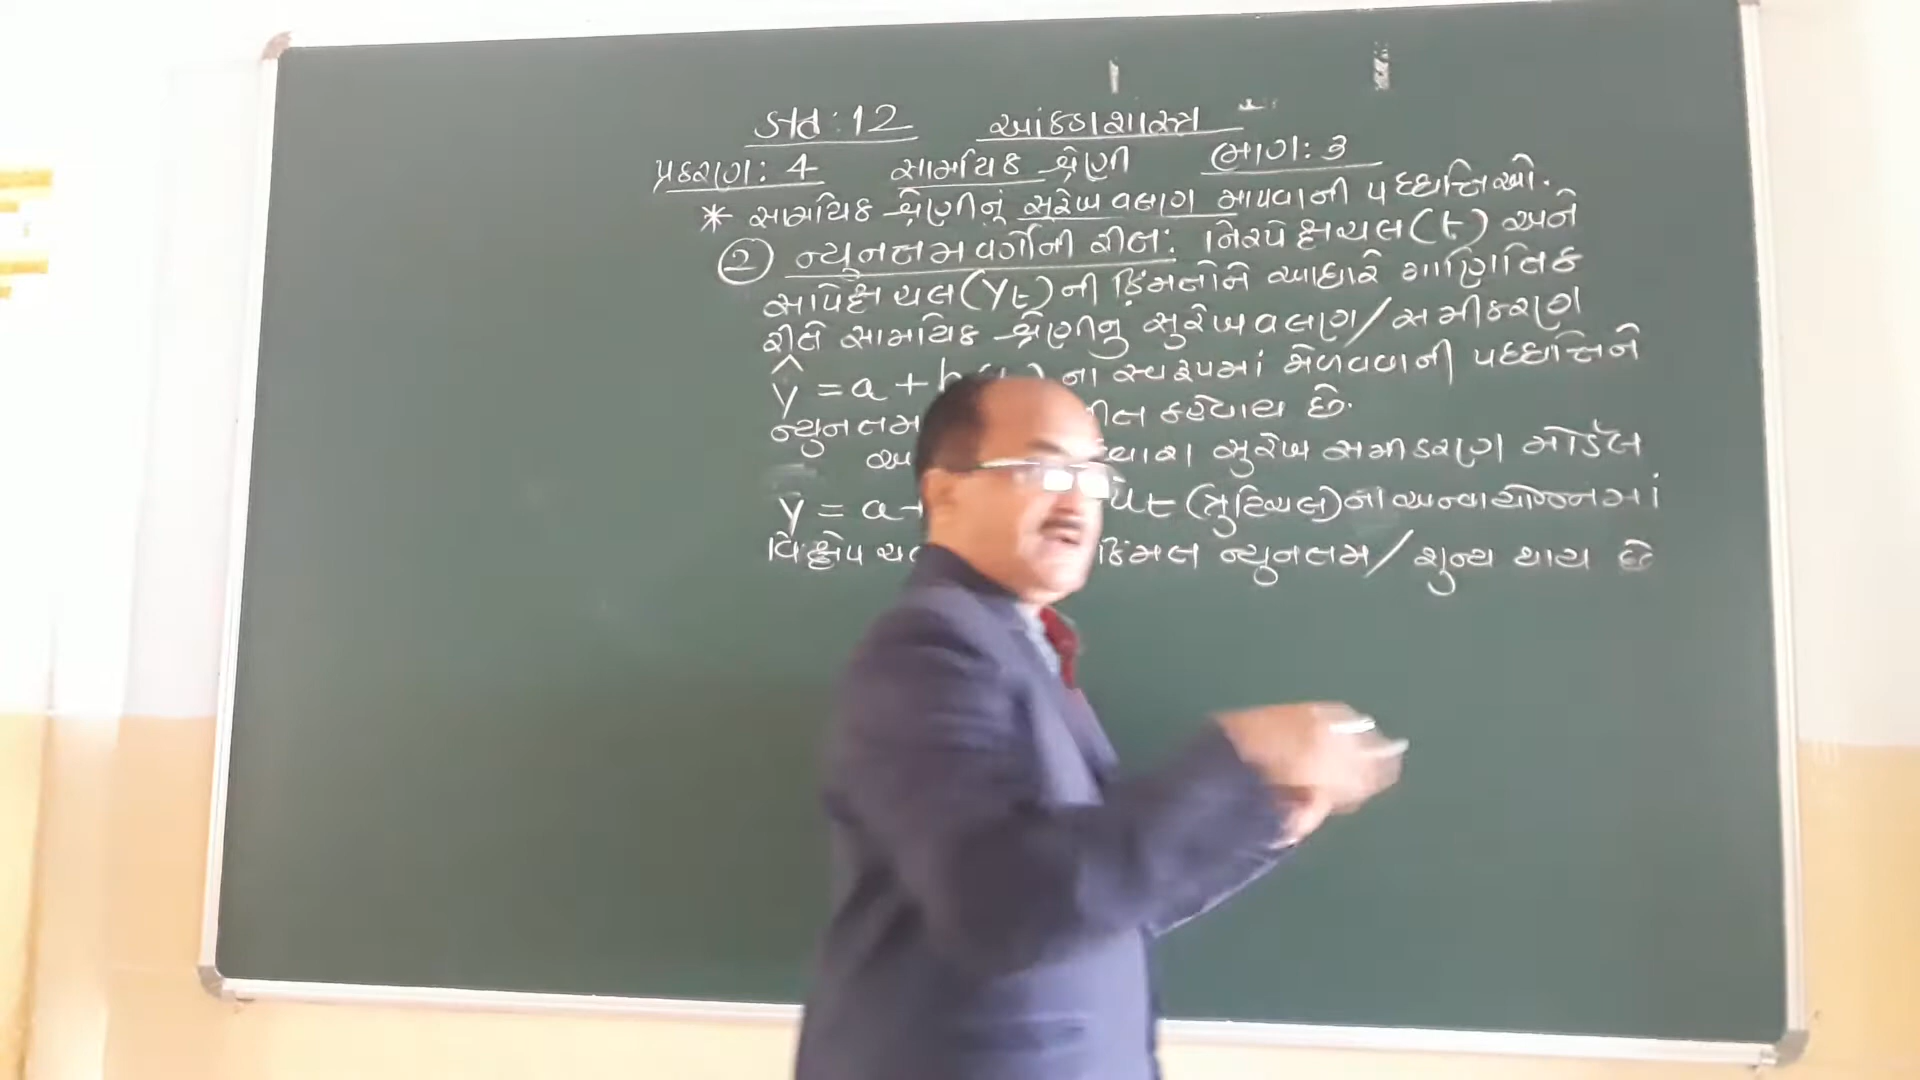 Std : 12 આંકડાશાસ્ત્ર
પ્રકરણ : 4 સામયિક શ્રેણી ભાગ : 3
* સામયિક શ્રેણીનું સુરેખ વલણ માપવાની પદ્ધતિઓ.
(2) ન્યુનતમ વર્ગોની રીત : નિરપેક્ષ ચલ (t) અને
સાપેક્ષ ચલ (yt) ની કિંમતોને આધારે ગાણિતિક
રીતે સામયિક શ્રેણીનું સુરેખ વલણ / સમીકરણ
ŷ = a + b ના સ્વરૂપમાં મેળવવાની પદ્ધતિને
ન્યુનતમ રીત કહેવાય છે.
સુરેખ સમીકરણ મોડેલ
y = a + ut (ત્રુટિચલ) ના અન્વાયોજનમાં
વિક્ષેપ કિંમત ન્યુનતમ / શુન્ય થાય છે